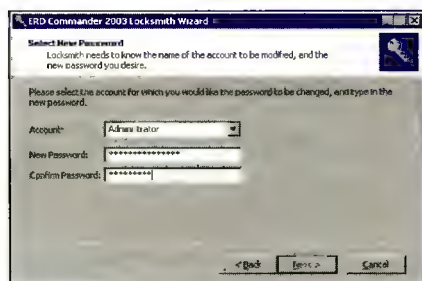 ERD Commander 2003 Locksmith Wizard
Select New Password
Locksmith needs to know the name of the account to be modified, and the
new password you desire.
Please select the account for which you would like the password to be changed, and type in the
new password.
Account: Administrator
New Password: ***************
Confirm Password: *********
< Back Next > Cancel